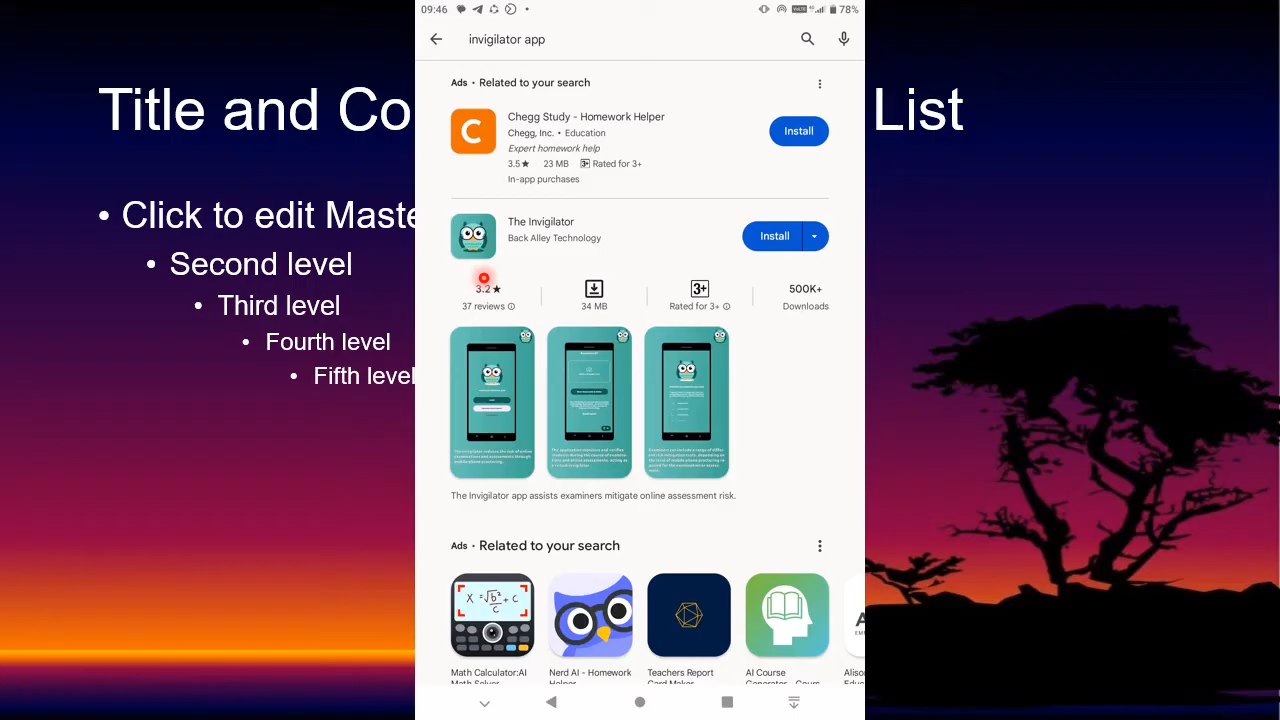 09:46
78%
invigilator app
Title and Co
List
• Click to edit Maste
• Second level
• Third level
• Fourth level
• Fifth level
Ads • Related to your search
C
Chegg Study - Homework Helper
Chegg, Inc. • Education
Expert homework help
3.5★ 23 MB 3+ Rated for 3+
In-app purchases
Install
The Invigilator
Back Alley Technology
Install
3.2★
37 reviews
34 MB
3+
Rated for 3+
500K+
Downloads
The Invigilator app assists examiners mitigate online assessment risk.
Ads • Related to your search
Math Calculator:AI
Nerd AI - Homework
Teachers Report
AI Course
Alison